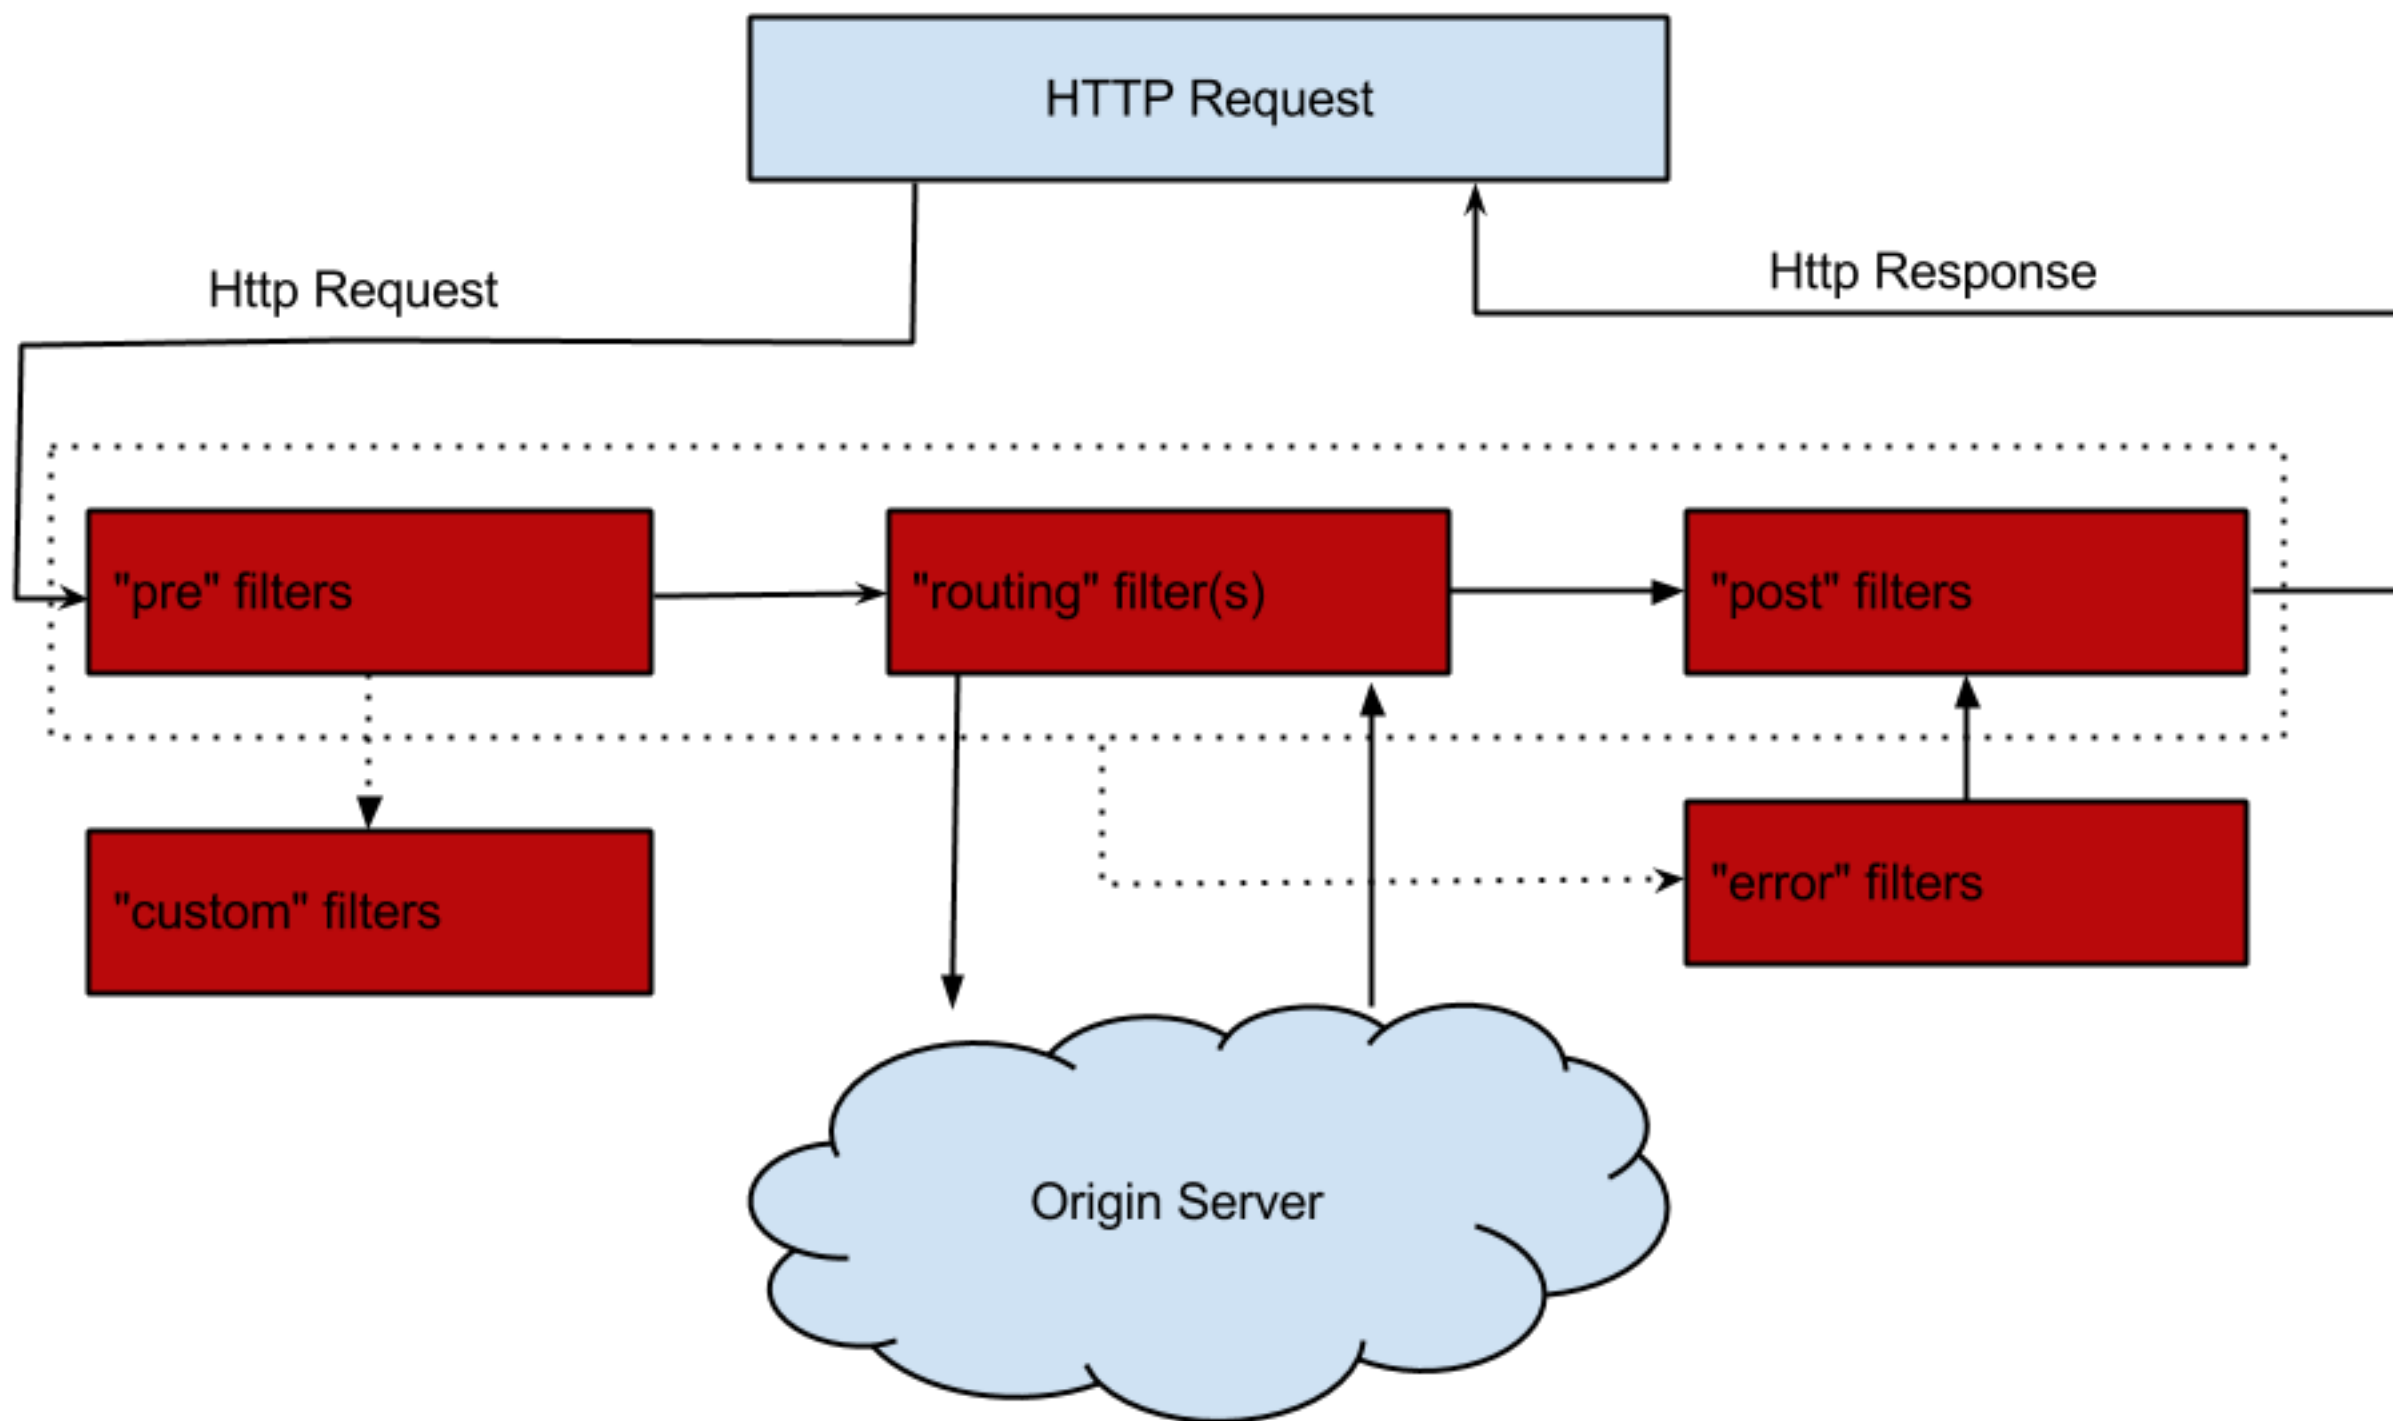 HTTP Request
Http Request
Http Response
"pre" filters
"routing" filter(s)
"post" filters
"custom" filters
"error" filters
Origin Server